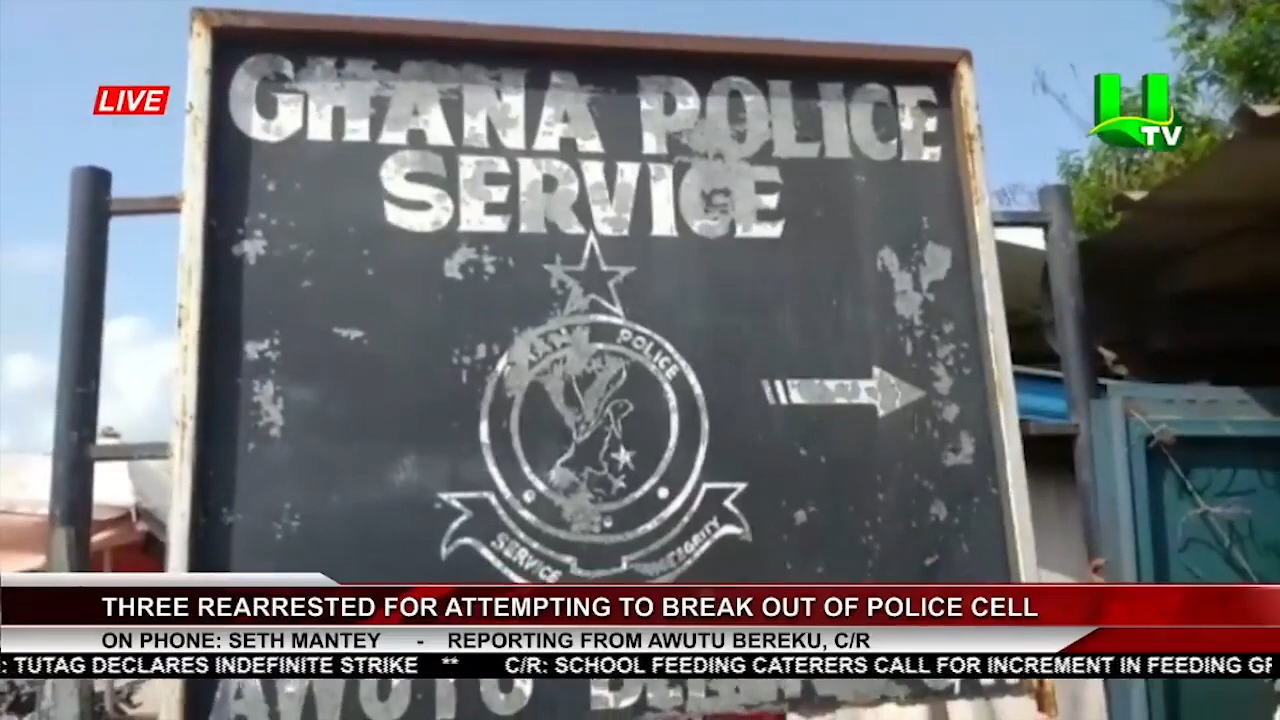 LIVE
U
TV
GHANA POLICE
SERVICE
POLICE
SERVICE
INTEGRITY
THREE REARRESTED FOR ATTEMPTING TO BREAK OUT OF POLICE CELL
ON PHONE: SETH MANTEY - REPORTING FROM AWUTU BEREKU, C/R
: TUTAG DECLARES INDEFINITE STRIKE ** C/R: SCHOOL FEEDING CATERERS CALL FOR INCREMENT IN FEEDING GR
AWUTU